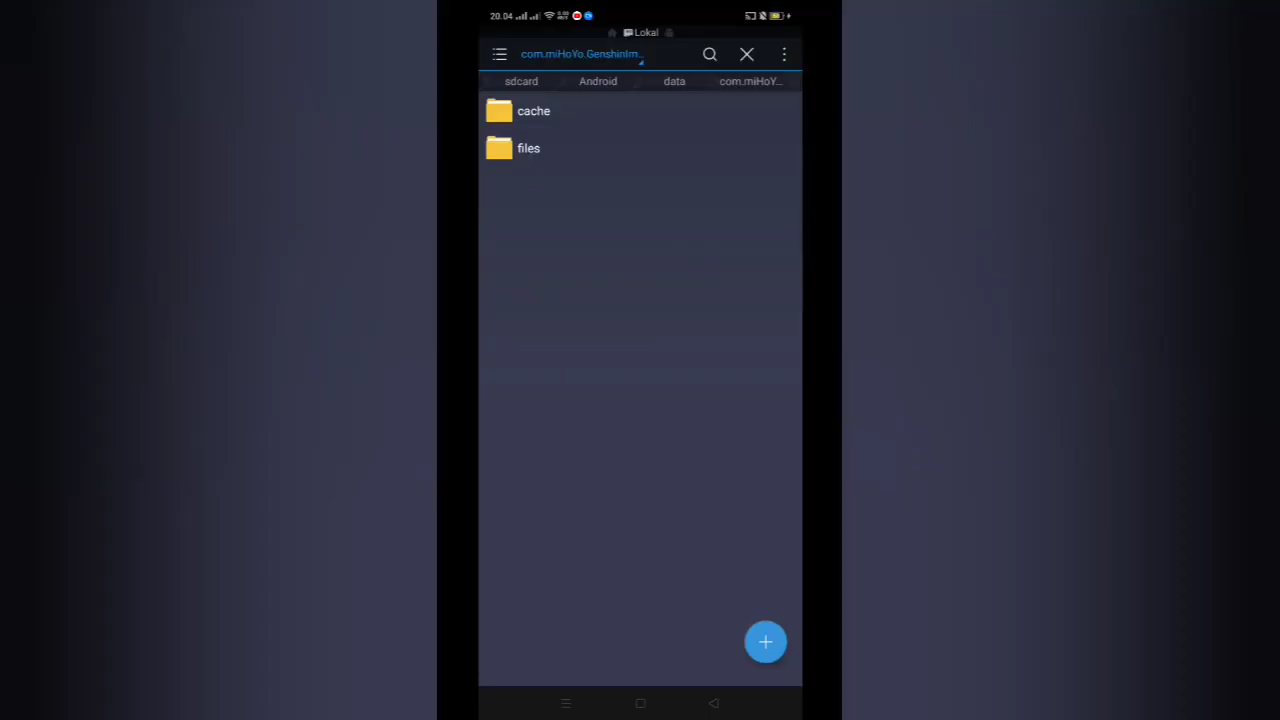 20.04
Lokal
com.miHoYo.GenshinIm..
sdcard Android data com.miHoY...
cache
files